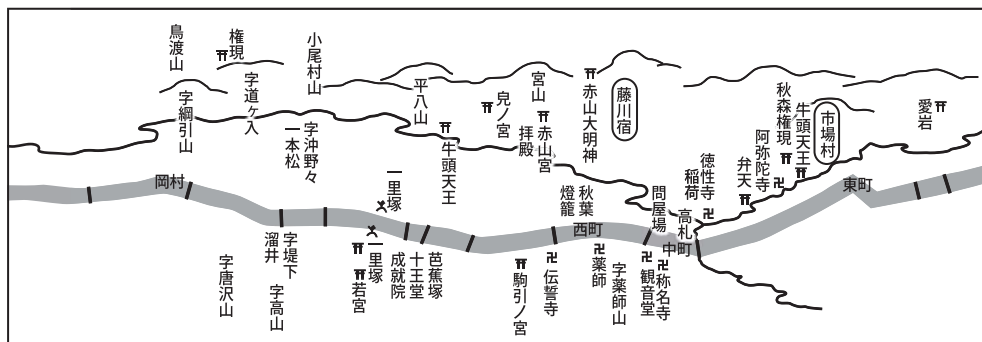 鳥渡山
権現
小尾村山
字綱引山
字道ヶ入
字沖野々
一本松
平八山
牛頭天王
皃ノ宮
宮山
赤山宮
拝殿
赤山大明神
藤川宿
秋森権現
牛頭天王
市場村
愛岩
阿弥陀寺
弁天
徳性寺
稲荷
岡村
一里塚
秋葉
燈籠
問屋場
高札
西町
中町
東町
字堤下
溜井
字唐沢山
字高山
一里塚
若宮
成就院
十王堂
芭蕉塚
駒引ノ宮
伝誓寺
薬師
字薬師山
観音堂
称名寺